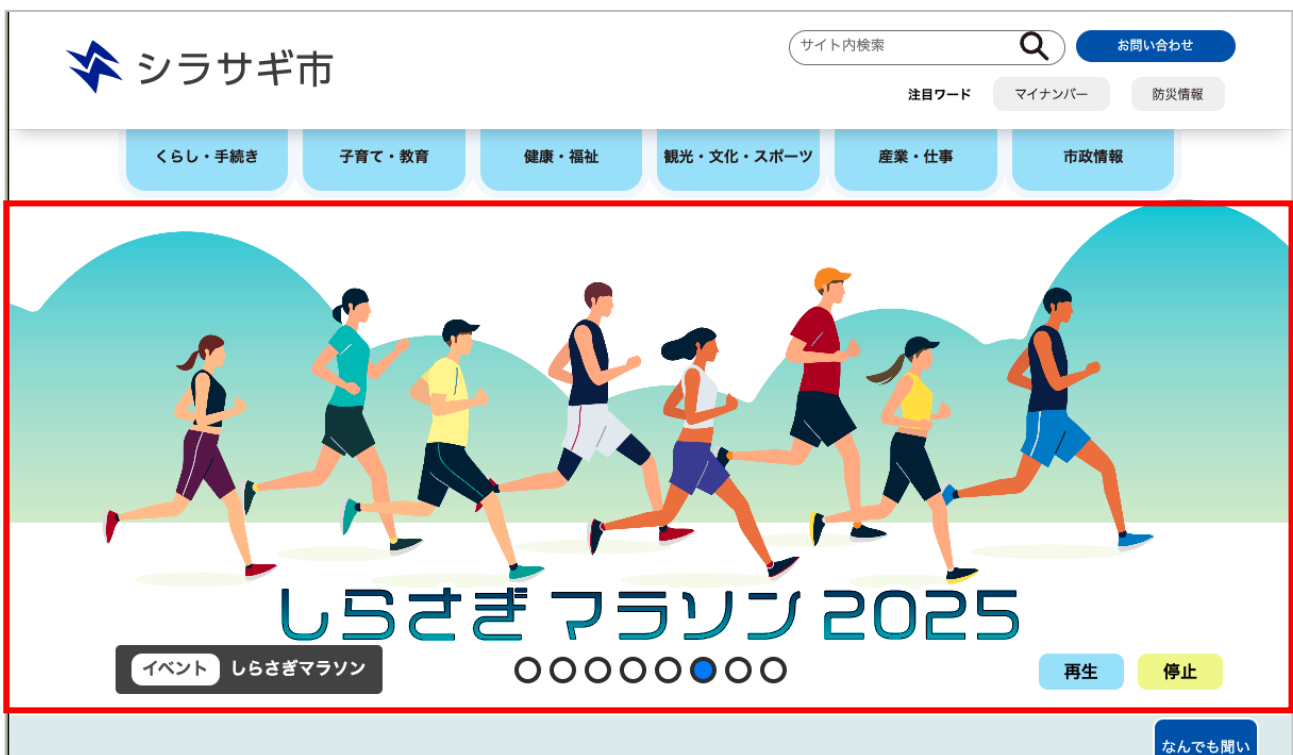 シラサギ市
サイト内検索
お問い合わせ
注目ワード マイナンバー 防災情報
くらし・手続き 子育て・教育 健康・福祉 観光・文化・スポーツ 産業・仕事 市政情報
しらさぎマラソン2025
イベント しらさぎマラソン
再生 停止
なんでも聞い